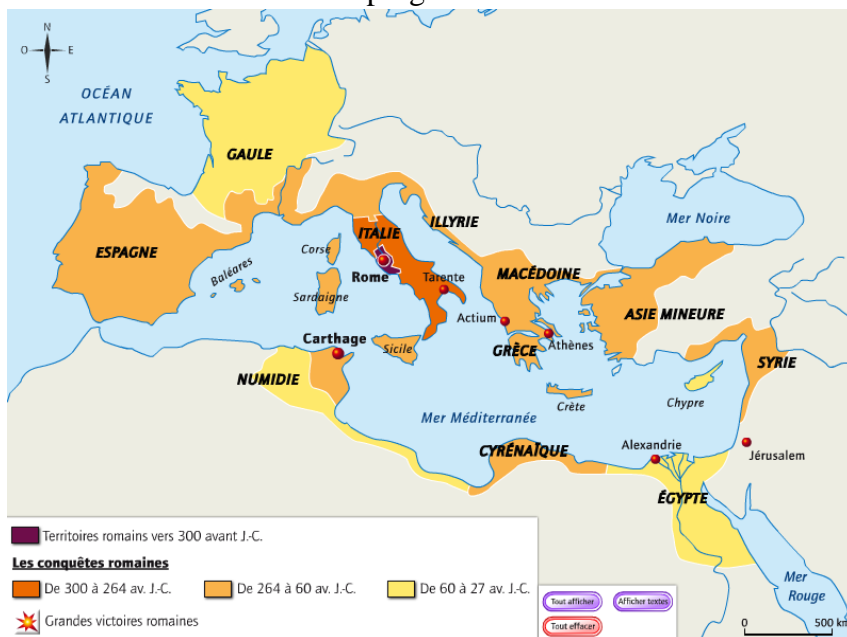 N
O
E
S
OCÉAN
ATLANTIQUE
GAULE
ESPAGNE
Baléares
Corse
Sardaigne
ITALIE
Rome
Tarente
ILLYRIE
MACÉDOINE
Mer Noire
Actium
GRÈCE
Athènes
ASIE MINEURE
SYRIE
Carthage
Sicile
NUMIDIE
Mer Méditerranée
Crète
Chypre
CYRÉNAÏQUE
Alexandrie
Jérusalem
ÉGYPTE
Mer
Rouge
Territoires romains vers 300 avant J.-C.
Les conquêtes romaines
De 300 à 264 av. J.-C.
De 264 à 60 av. J.-C.
De 60 à 27 av. J.-C.
Grandes victoires romaines
Tout afficher
Afficher textes
Tout effacer
0
500 km